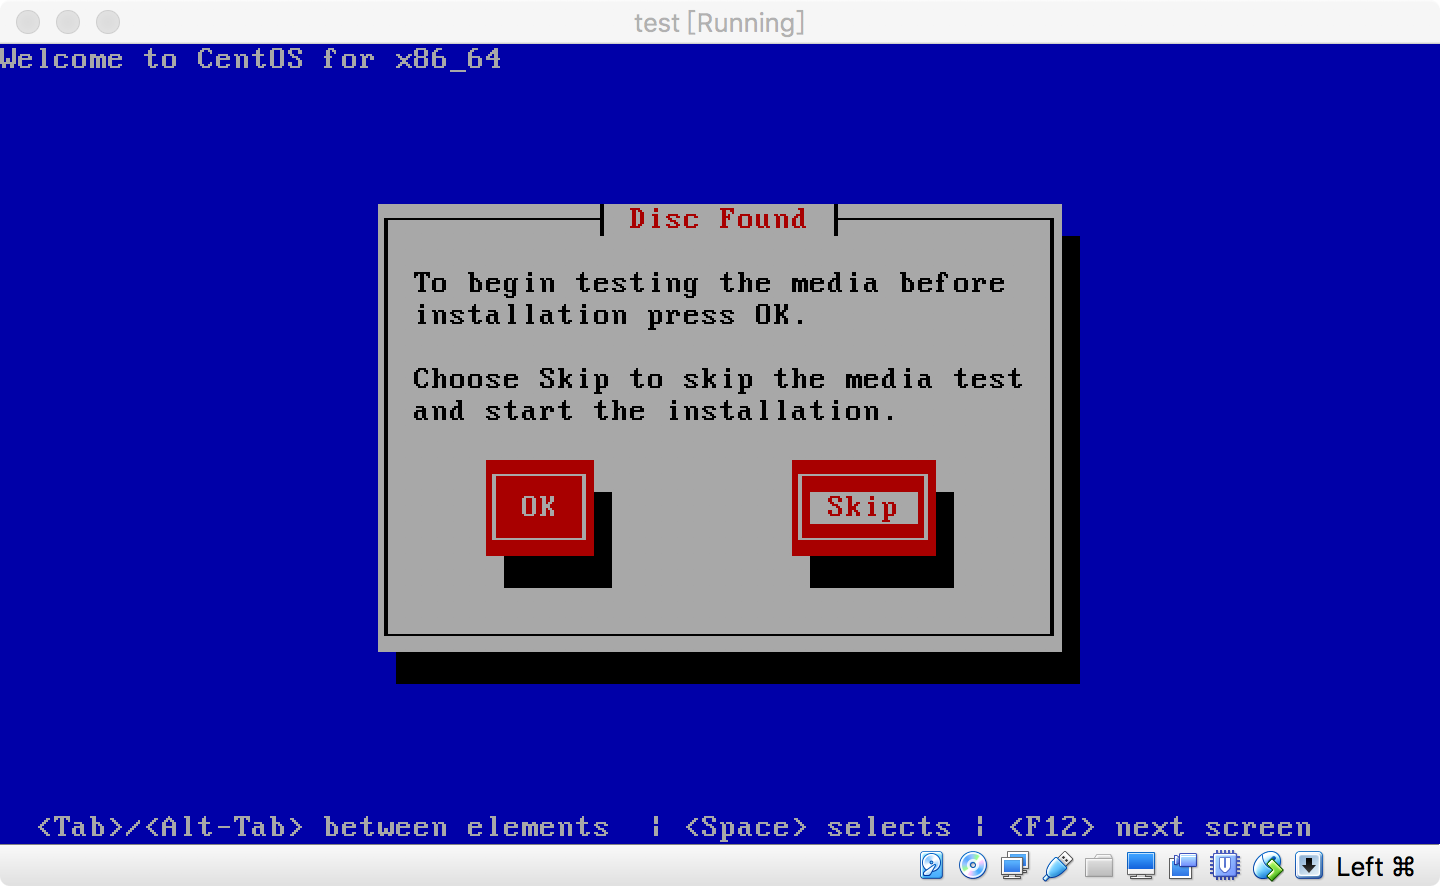 test [Running]
Welcome to CentOS for x86_64
Disc Found
To begin testing the media before
installation press OK.
Choose Skip to skip the media test
and start the installation.
OK Skip
<Tab>/<Alt-Tab> between elements | <Space> selects | <F12> next screen
Left ⌘